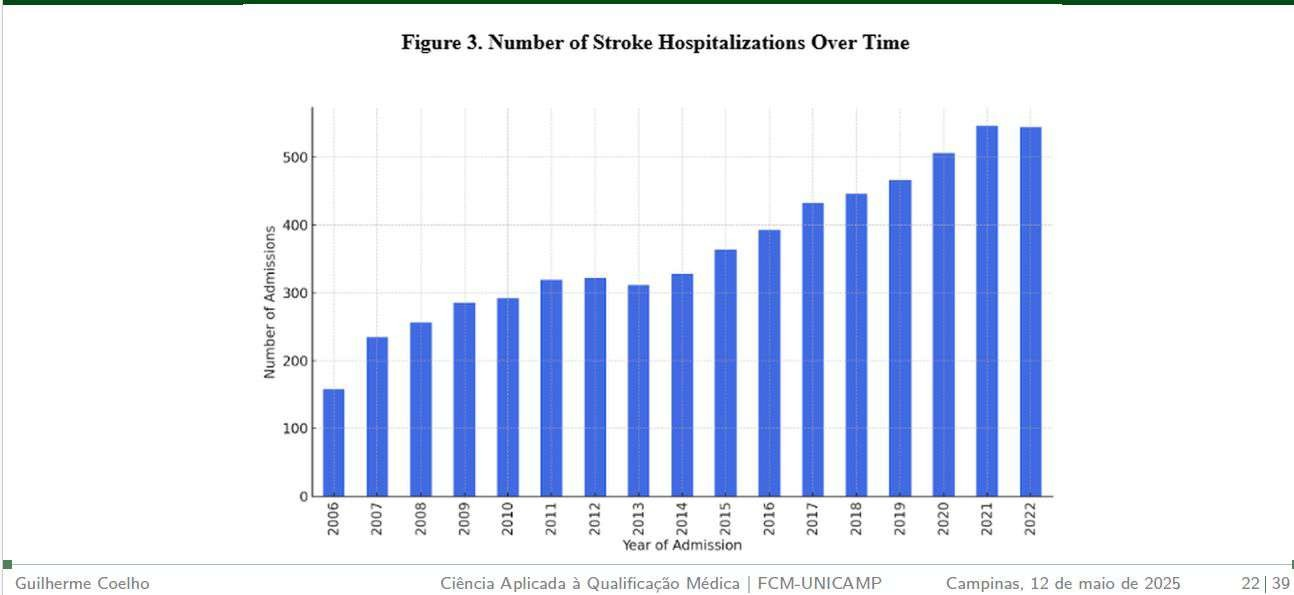 Figure 3. Number of Stroke Hospitalizations Over Time
500
400
300
200
100
0
Number of Admissions
2006 2007 2008 2009 2010 2011 2012 2013 2014 2015 2016 2017 2018 2019 2020 2021 2022
Year of Admission
Guilherme Coelho Ciência Aplicada à Qualificação Médica | FCM-UNICAMP Campinas, 12 de maio de 2025 22 | 39